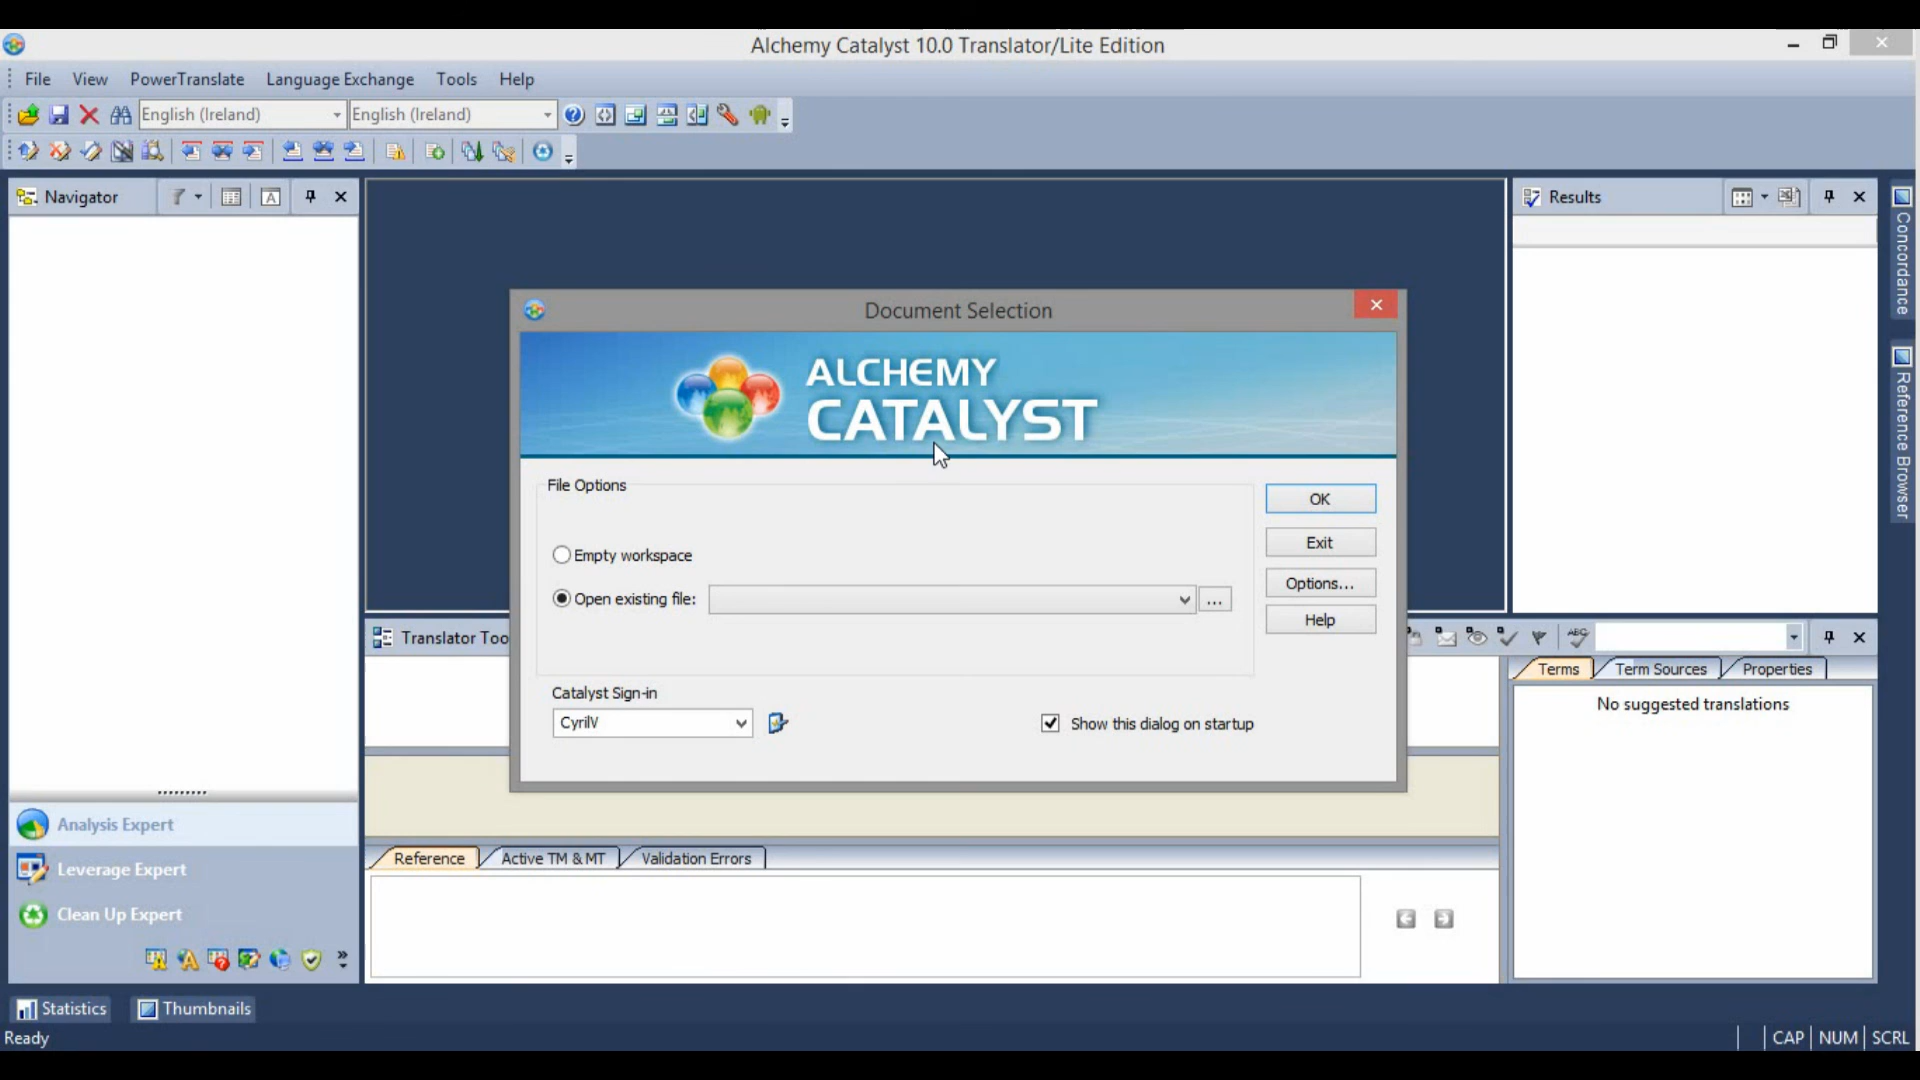 Alchemy Catalyst 10.0 Translator/Lite Edition
File View PowerTranslate Language Exchange Tools Help
English (Ireland) English (Ireland)
Navigator
Results
Concordance
Reference Browser
Document Selection
ALCHEMY
CATALYST
File Options
OK
Empty workspace
Exit
Open existing file:
...
Options...
Help
Catalyst Sign-in
CyrilV
Show this dialog on startup
Translator Too
ABC
Terms Term Sources Properties
No suggested translations
Analysis Expert
Leverage Expert
Clean Up Expert
Reference Active TM & MT Validation Errors
Statistics Thumbnails
Ready
CAP NUM SCRL